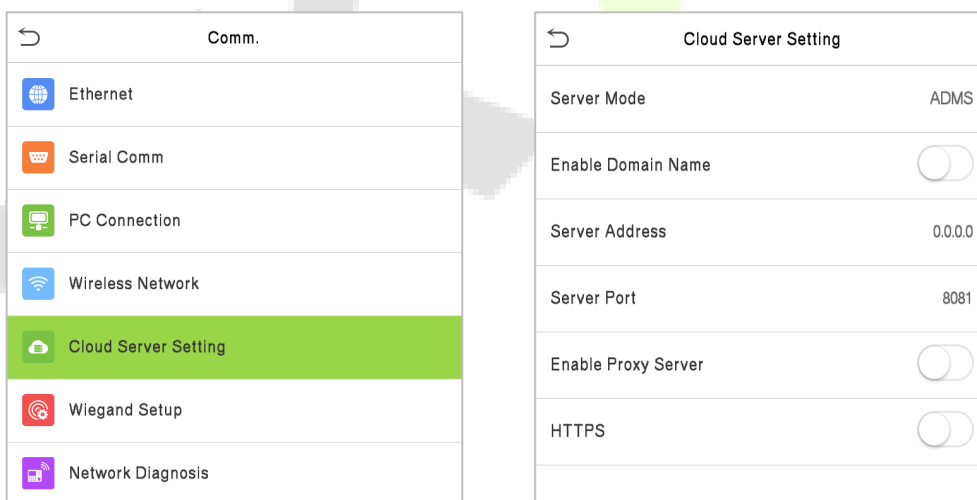 Comm.
Ethernet
Serial Comm
PC Connection
Wireless Network
Cloud Server Setting
Wiegand Setup
Network Diagnosis
Cloud Server Setting
Server Mode ADMS
Enable Domain Name
Server Address 0.0.0.0
Server Port 8081
Enable Proxy Server
HTTPS